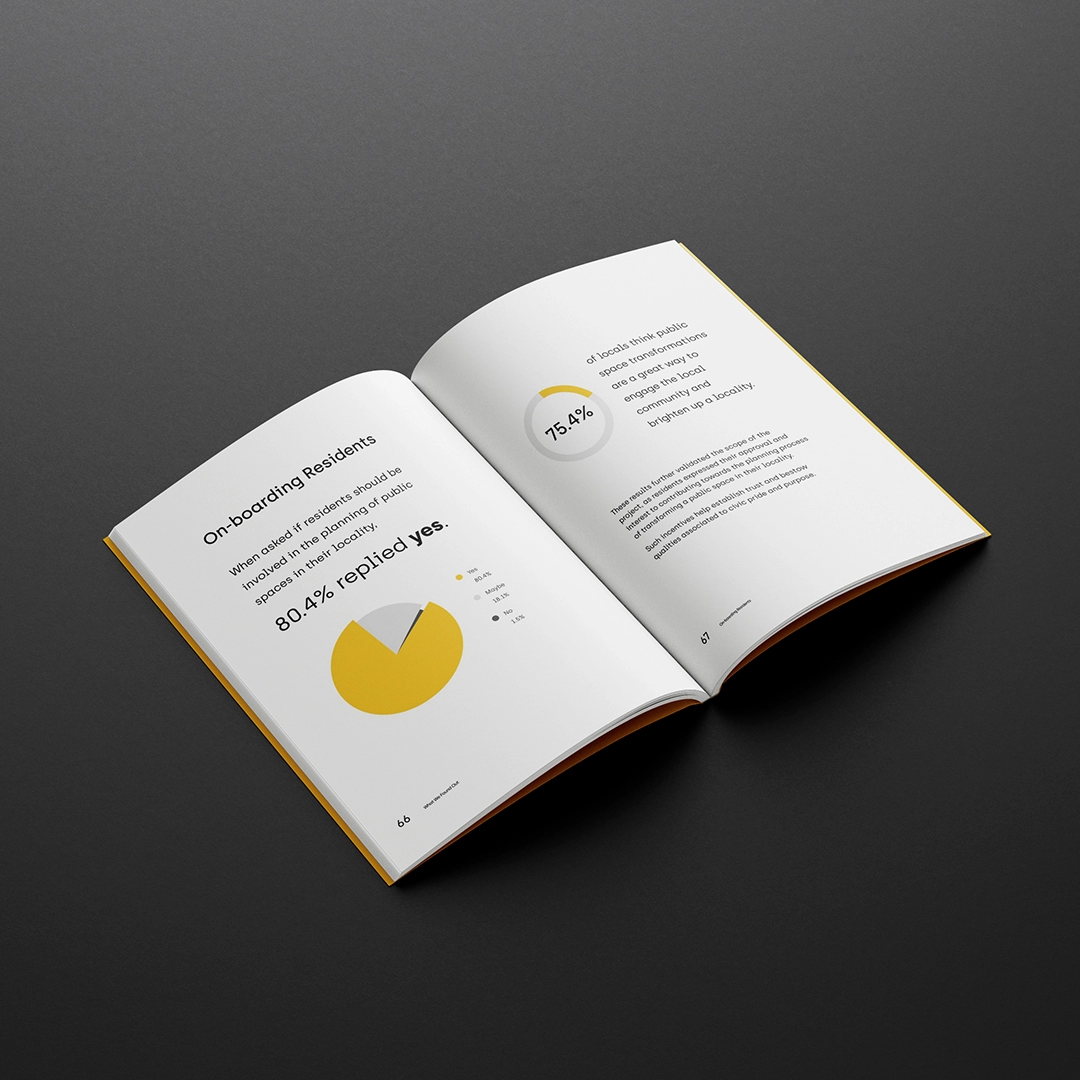 On-boarding Residents
When asked if residents should be
involved in the planning of public
spaces in their locality,
80.4% replied yes.
Yes
80.4%
Maybe
18.1%
No
1.5%
66
What We Found Out
75.4%
of locals think public
space transformations
are a great way to
engage the local
community and
brighten up a locality.
These results further validated the scope of the
project, as residents expressed their approval and
interest to contributing towards the planning process
of transforming a public space in their locality.
Such incentives help establish trust and bestow
qualities associated to civic pride and purpose.
67
On-boarding Residents